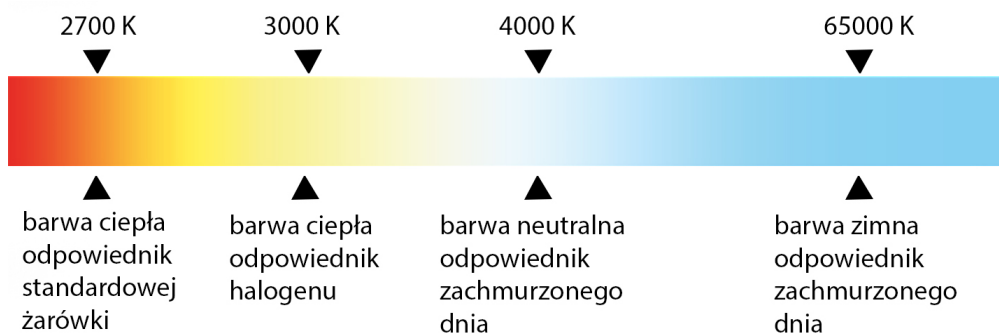 2700 K
3000 K
4000 K
65000 K
barwa ciepła
odpowiednik
standardowej
żarówki
barwa ciepła
odpowiednik
halogenu
barwa neutralna
odpowiednik
zachmurzonego
dnia
barwa zimna
odpowiednik
zachmurzonego
dnia